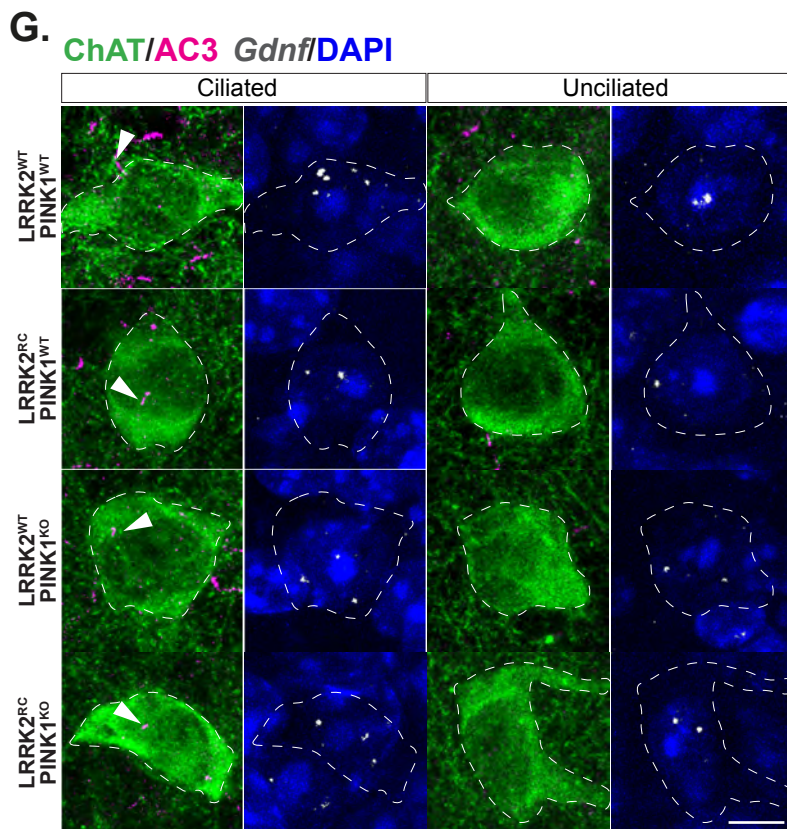 G.
ChAT/AC3 Gdnf/DAPI
Ciliated Unciliated
LRRK2WT
PINK1WT
LRRK2RC
PINK1WT
LRRK2WT
PINK1KO
LRRK2RC
PINK1KO